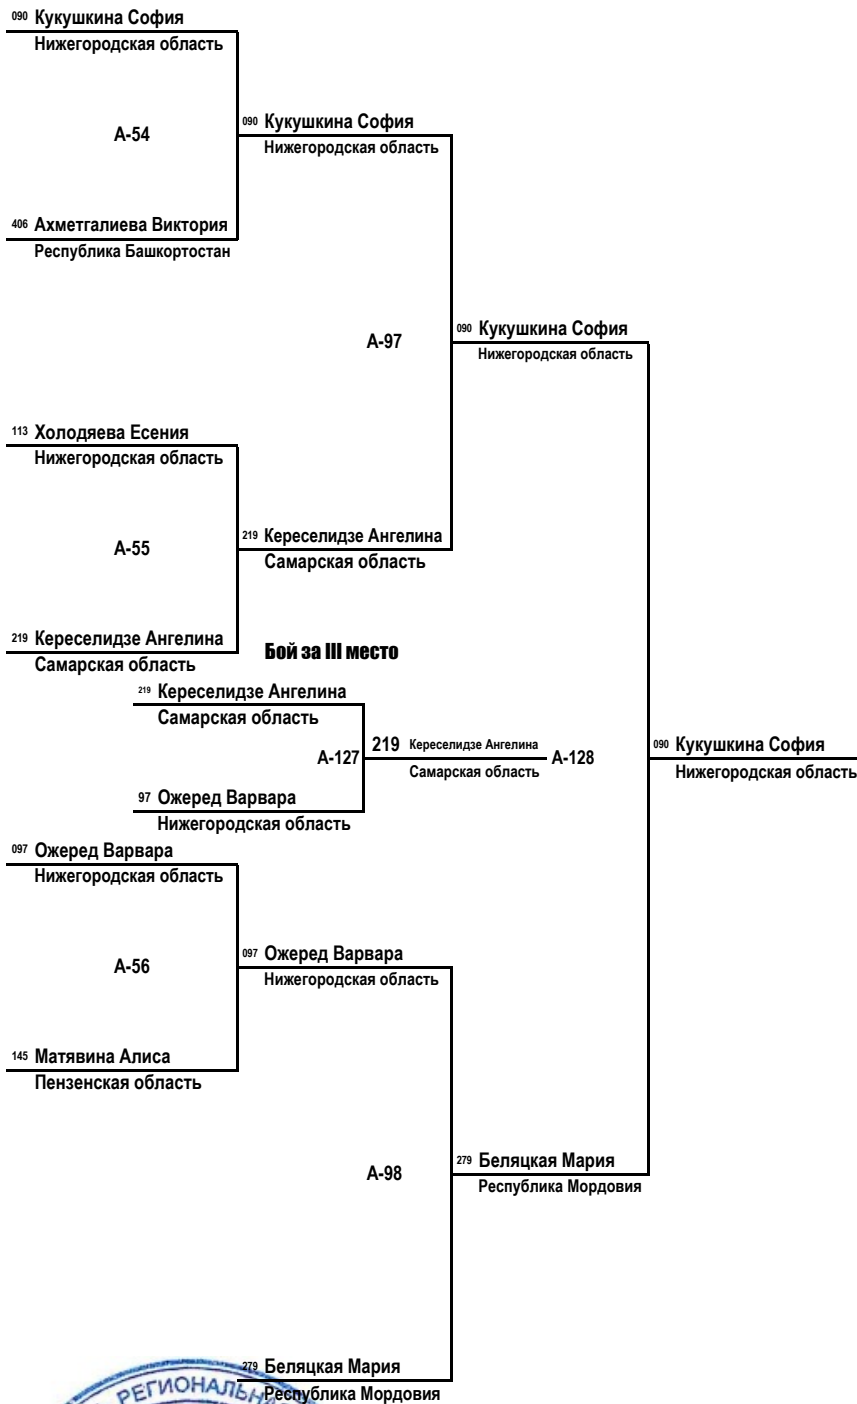 090 Кукушкина София
Нижегородская область
А-54
090 Кукушкина София
Нижегородская область
406 Ахметгалиева Виктория
Республика Башкортостан
А-97
090 Кукушкина София
Нижегородская область
113 Холодяева Есения
Нижегородская область
А-55
219 Кереселидзе Ангелина
Самарская область
219 Кереселидзе Ангелина
Самарская область
Бой за III место
219 Кереселидзе Ангелина
Самарская область
А-127
219 Кереселидзе Ангелина
Самарская область
А-128
090 Кукушкина София
Нижегородская область
97 Ожеред Варвара
Нижегородская область
097 Ожеред Варвара
Нижегородская область
А-56
097 Ожеред Варвара
Нижегородская область
145 Матявина Алиса
Пензенская область
А-98
279 Беляцкая Мария
Республика Мордовия
279 Беляцкая Мария
Республика Мордовия